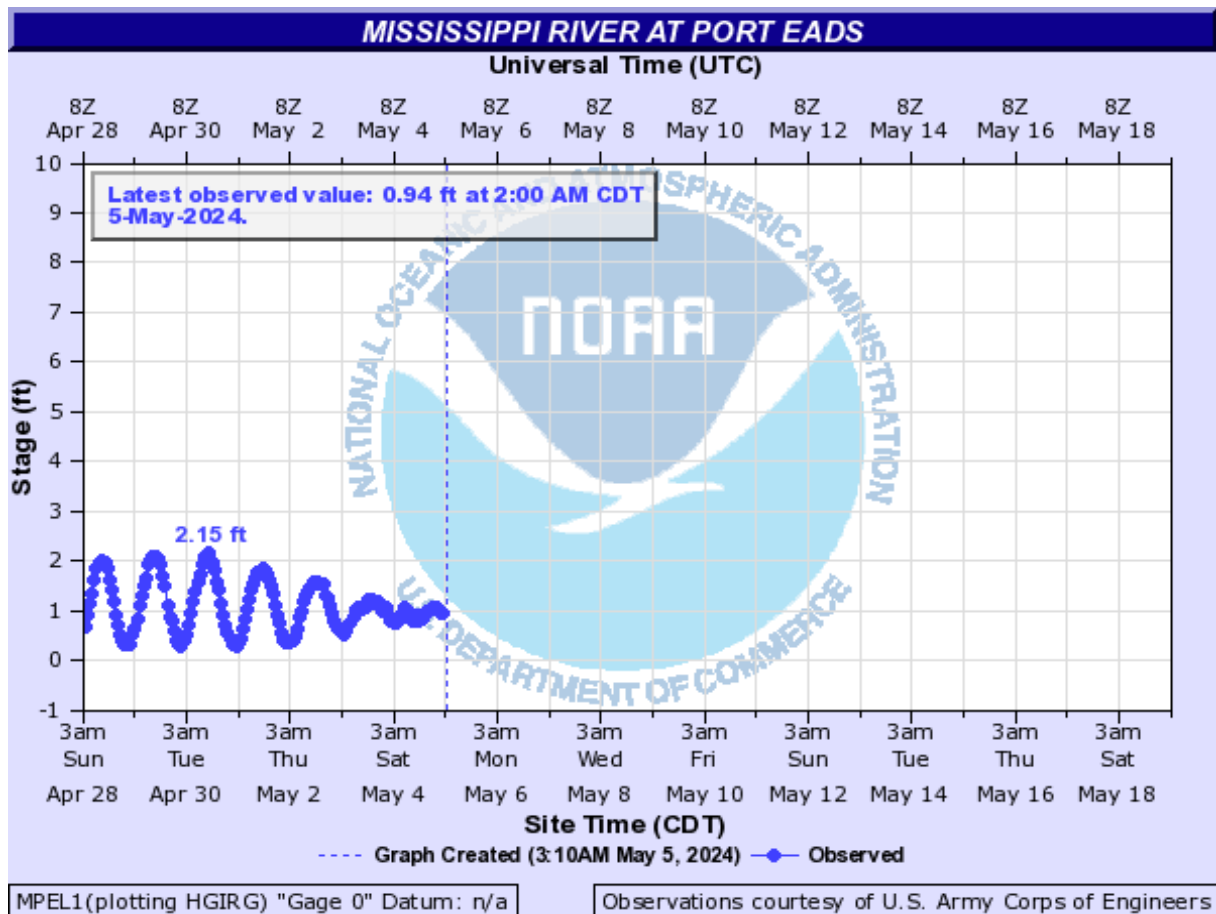 MISSISSIPPI RIVER AT PORT EADS
Universal Time (UTC)
8Z 8Z 8Z 8Z 8Z 8Z 8Z 8Z 8Z 8Z 8Z
Apr 28 Apr 30 May 2 May 4 May 6 May 8 May 10 May 12 May 14 May 16 May 18
Latest observed value: 0.94 ft at 2:00 AM CDT
5-May-2024.
NATIONAL OCEANIC AND ATMOSPHERIC ADMINISTRATION
NOAA
U.S. DEPARTMENT OF COMMERCE
Stage (ft)
10
9
8
7
6
5
4
3
2
1
0
-1
2.15 ft
3am 3am 3am 3am 3am 3am 3am 3am 3am 3am 3am
Sun Tue Thu Sat Mon Wed Fri Sun Tue Thu Sat
Apr 28 Apr 30 May 2 May 4 May 6 May 8 May 10 May 12 May 14 May 16 May 18
Site Time (CDT)
Graph Created (3:10AM May 5, 2024) Observed
MPEL1(plotting HGIRG) "Gage 0" Datum: n/a
Observations courtesy of U.S. Army Corps of Engineers